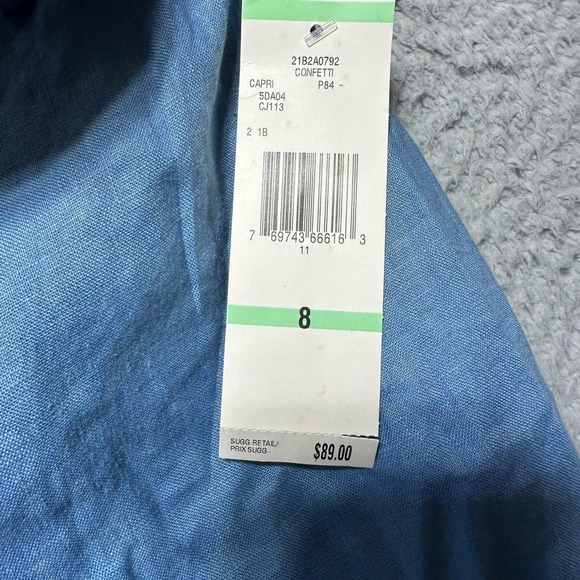 21B2A0792
CONFETTI
CAPRI P84 -
5DA04
CJ113
2 1B
7 69743 66616 3
11
8
SUGG RETAIL/
PRIX SUGG $89.00